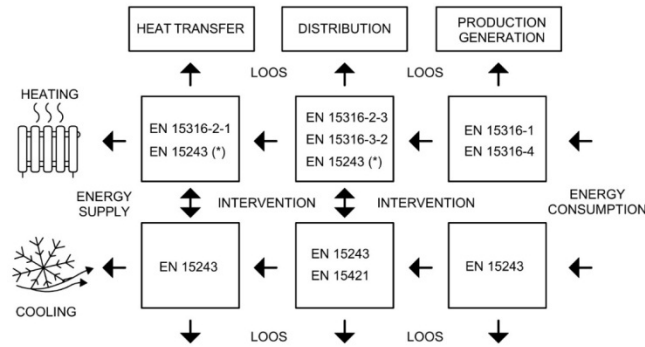 HEAT TRANSFER
DISTRIBUTION
PRODUCTION
GENERATION
LOOS
LOOS
HEATING
EN 15316-2-1
EN 15243 (*)
EN 15316-2-3
EN 15316-3-2
EN 15243 (*)
EN 15316-1
EN 15316-4
ENERGY
SUPPLY
INTERVENTION
INTERVENTION
ENERGY
CONSUMPTION
EN 15243
EN 15243
EN 15421
EN 15243
COOLING
LOOS
LOOS